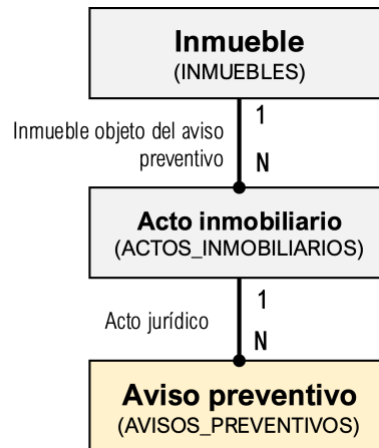 Inmueble
(INMUEBLES)
1
Inmueble objeto del aviso
preventivo
N
Acto inmobiliario
(ACTOS_INMOBILIARIOS)
1
Acto jurídico
N
Aviso preventivo
(AVISOS_PREVENTIVOS)